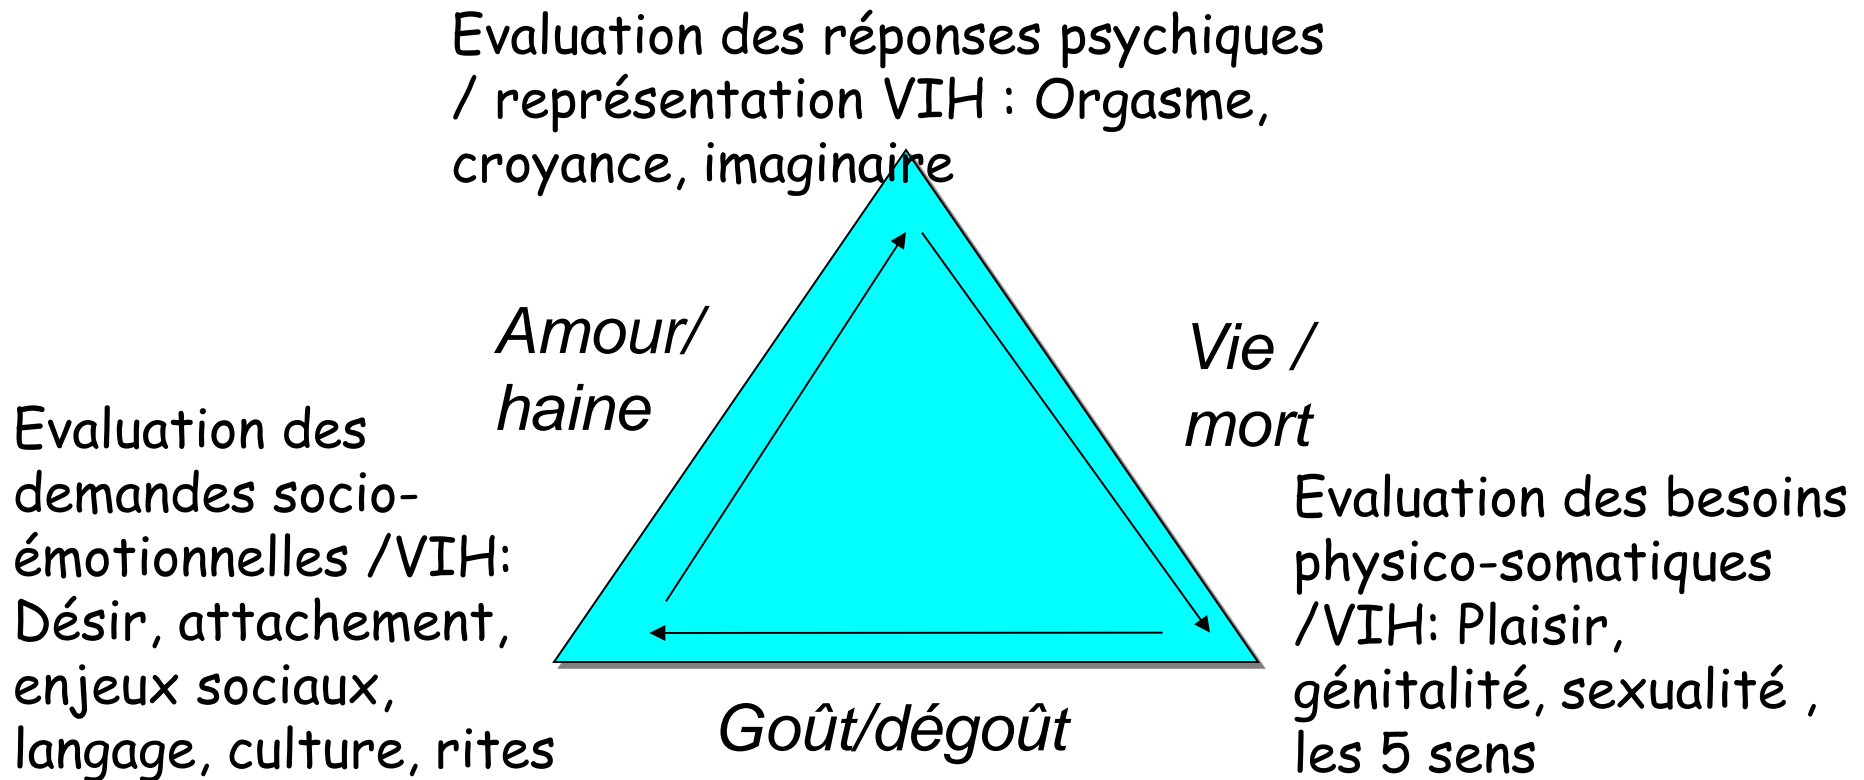 Evaluation des réponses psychiques
/ représentation VIH : Orgasme,
croyance, imaginaire
Amour/
haine
Vie /
mort
Evaluation des
demandes socio-
émotionnelles /VIH:
Désir, attachement,
enjeux sociaux,
langage, culture, rites
Evaluation des besoins
physico-somatiques
/VIH: Plaisir,
génitalité, sexualité ,
les 5 sens
Goût/dégoût